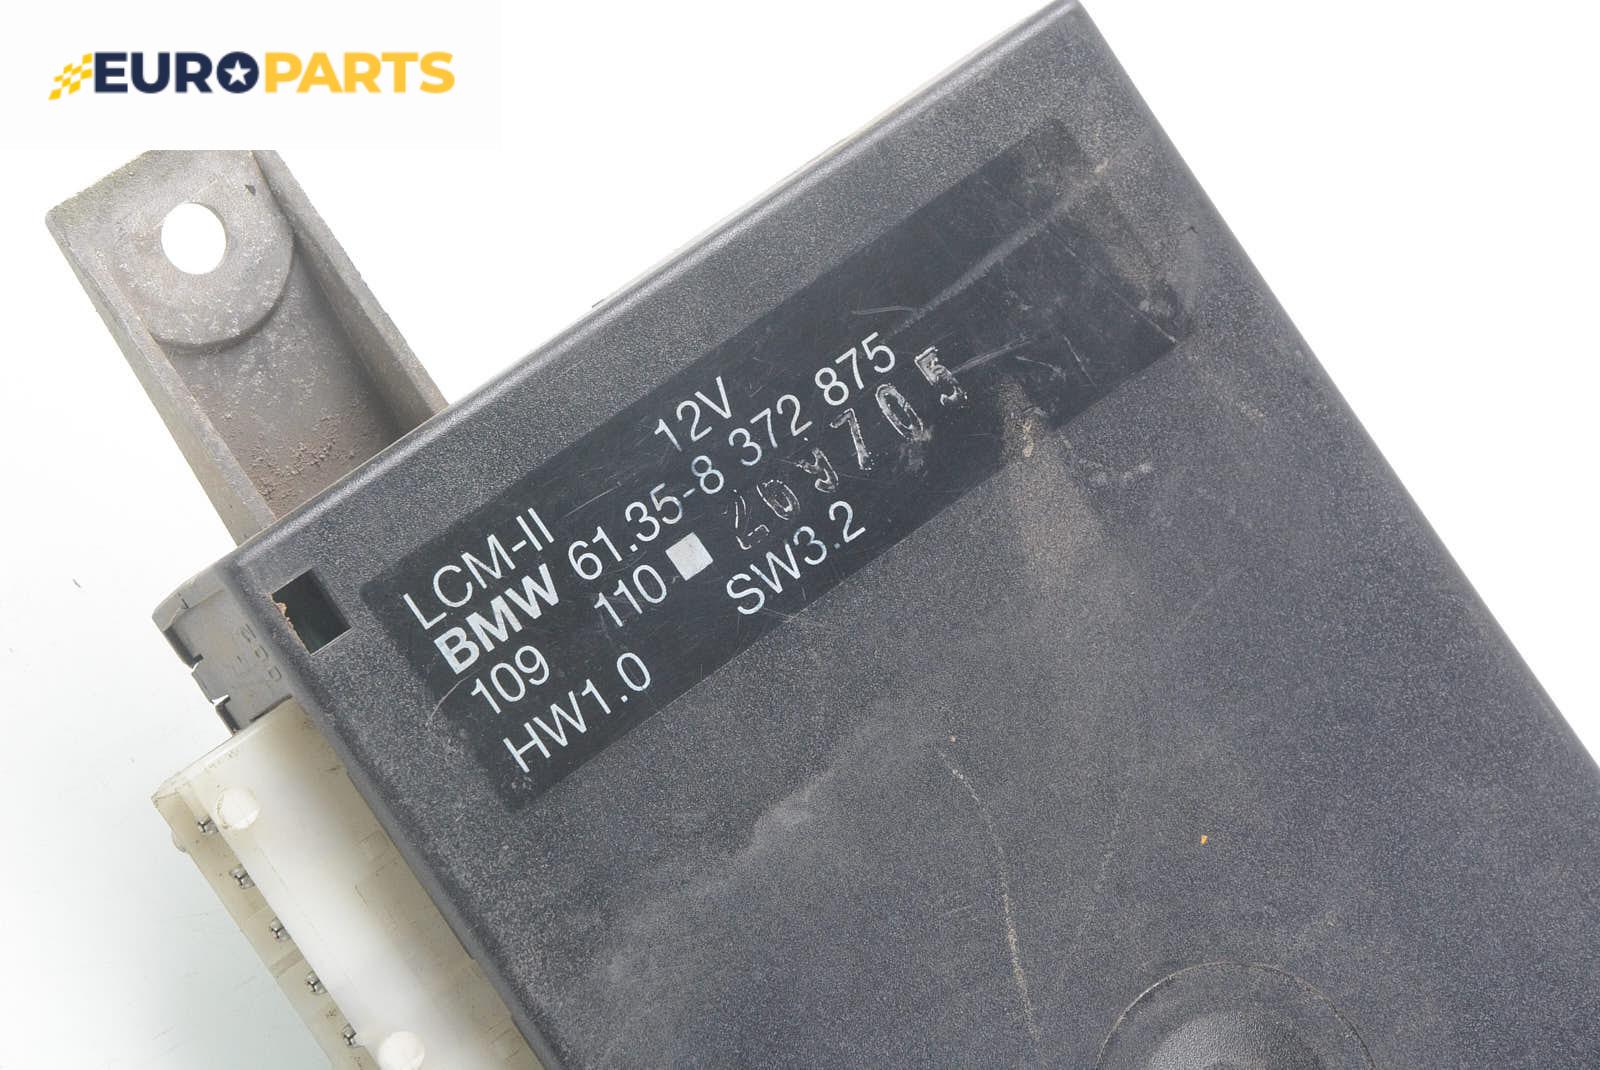 EUROPARTS
LCM-II 12V
BMW 61.35-8 372 875
109 110
HW1.0 SW3.2